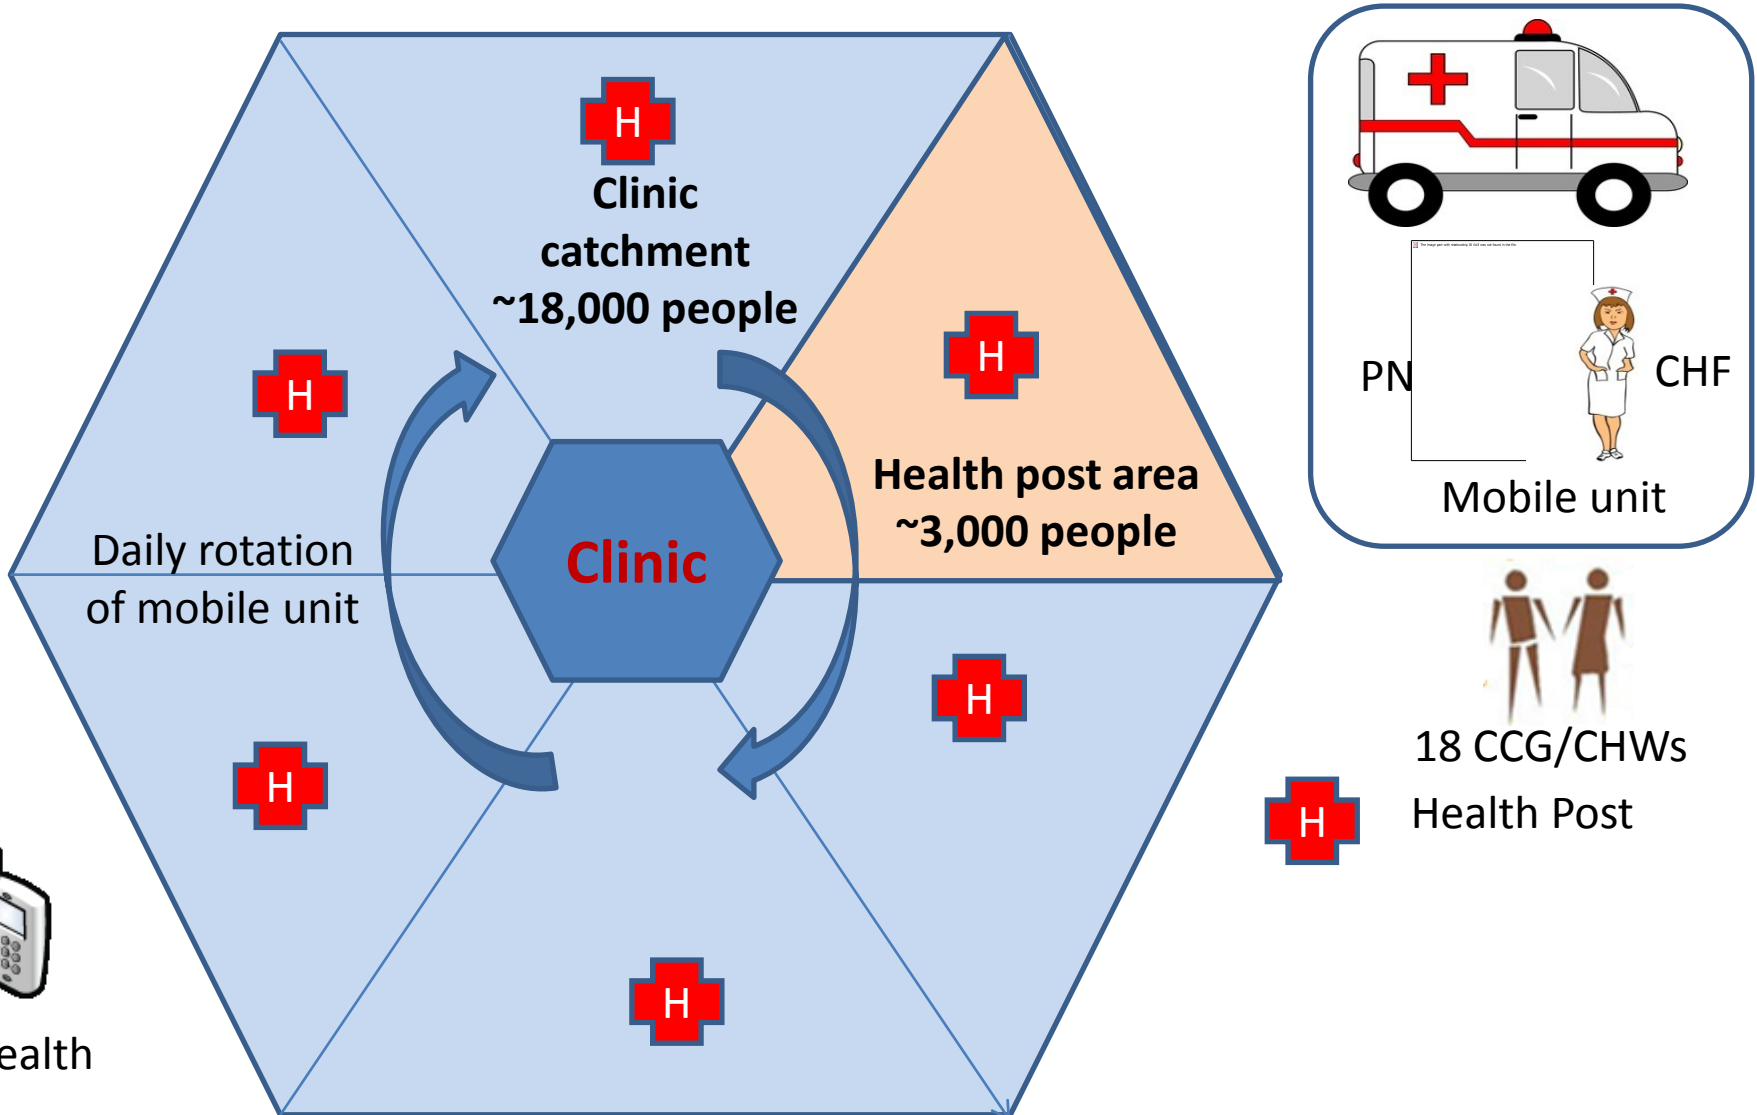 H
Clinic
catchment
~18,000 people
H
H
Health post area
~3,000 people
Daily rotation
of mobile unit
Clinic
H
H
H
PN
CHF
Mobile unit
18 CCG/CHWs
H
Health Post
ealth